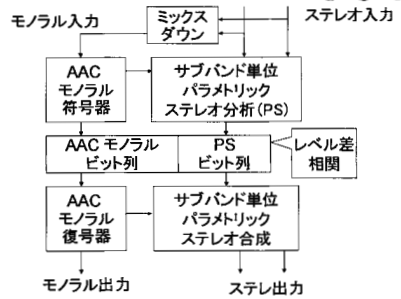 モノラル入力
ミックス
ダウン
ステレオ入力
AAC
モノラル
符号器
サブバンド単位
パラメトリック
ステレオ分析(PS)
AAC モノラル
ビット列
PS
ビット列
レベル差
相関
AAC
モノラル
復号器
サブバンド単位
パラメトリック
ステレオ合成
モノラル出力
ステレ出力